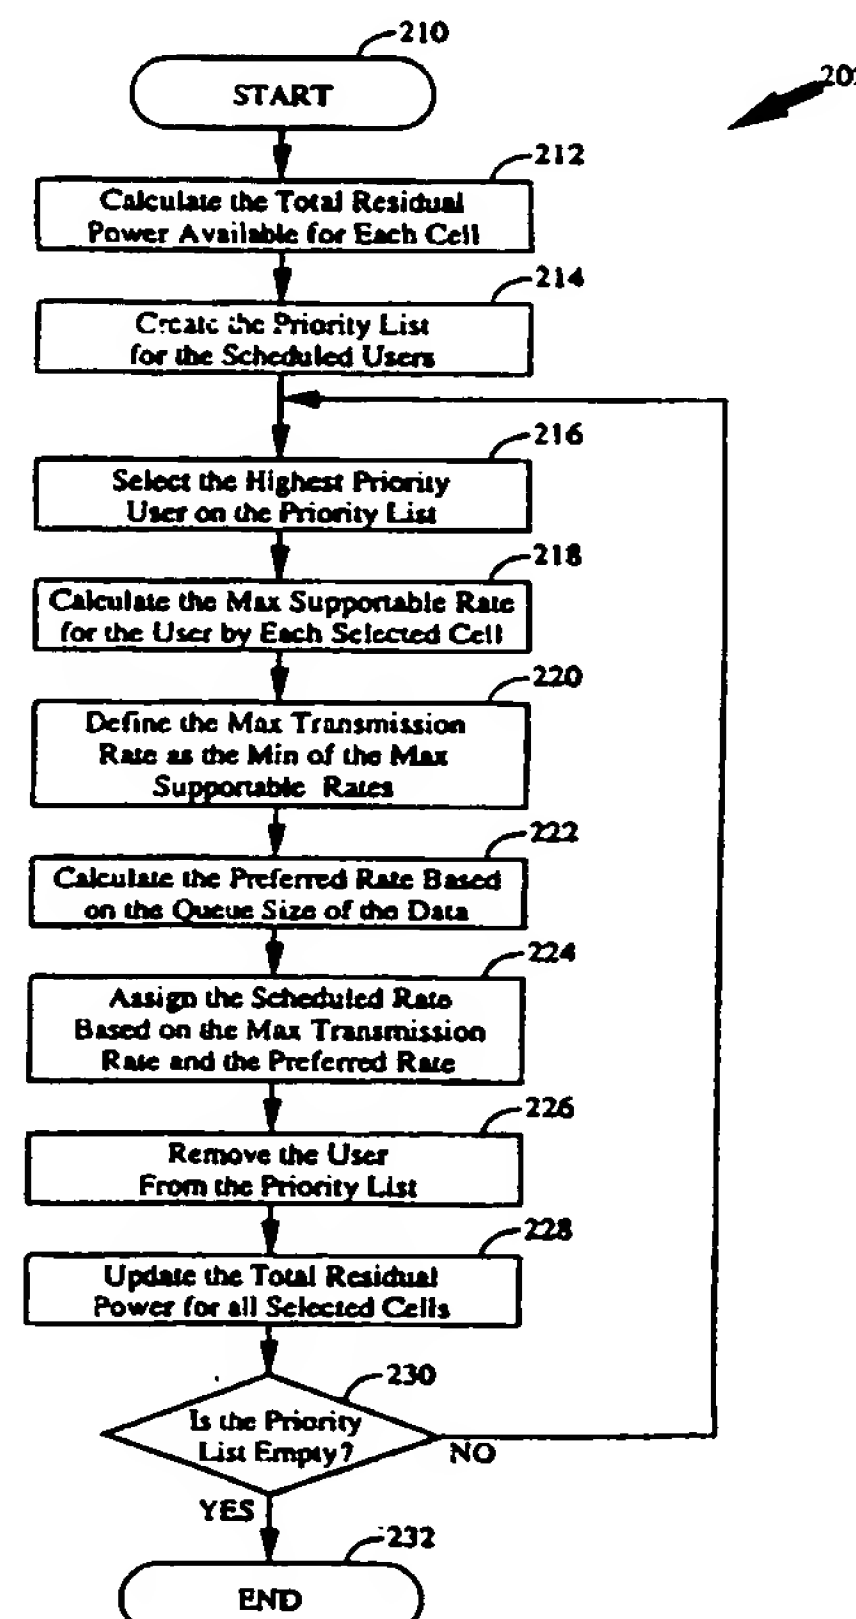 210
START
202
212
Calculate the Total Residual
Power Available for Each Cell
214
Create the Priority List
for the Scheduled Users
216
Select the Highest Priority
User on the Priority List
218
Calculate the Max Supportable Rate
for the User by Each Selected Cell
220
Define the Max Transmission
Rate as the Min of the Max
Supportable Rates
222
Calculate the Preferred Rate Based
on the Queue Size of the Data
224
Assign the Scheduled Rate
Based on the Max Transmission
Rate and the Preferred Rate
226
Remove the User
From the Priority List
228
Update the Total Residual
Power for all Selected Cells
230
Is the Priority
List Empty?
NO
YES
232
END